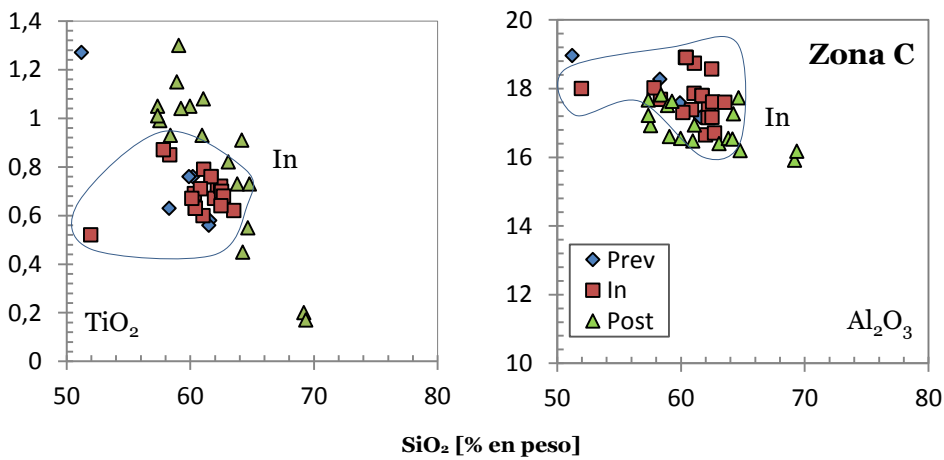 1,4
1,2
1
0,8
0,6
0,4
0,2
0
50
60
70
80
TiO₂
In
20
18
16
14
12
10
50
60
70
80
Zona C
In
Prev
In
Post
Al₂O₃
SiO₂ [% en peso]